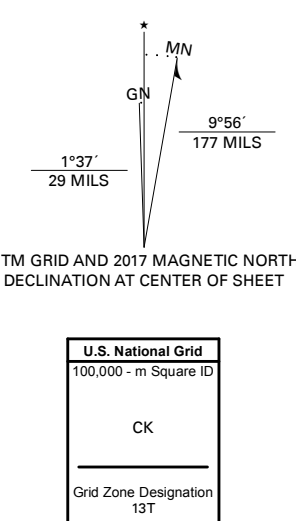 ★
MN
GN
9°56´
177 MILS
1°37´
29 MILS
TM GRID AND 2017 MAGNETIC NORTH
DECLINATION AT CENTER OF SHEET
U.S. National Grid
100,000 - m Square ID
CK
Grid Zone Designation
13T